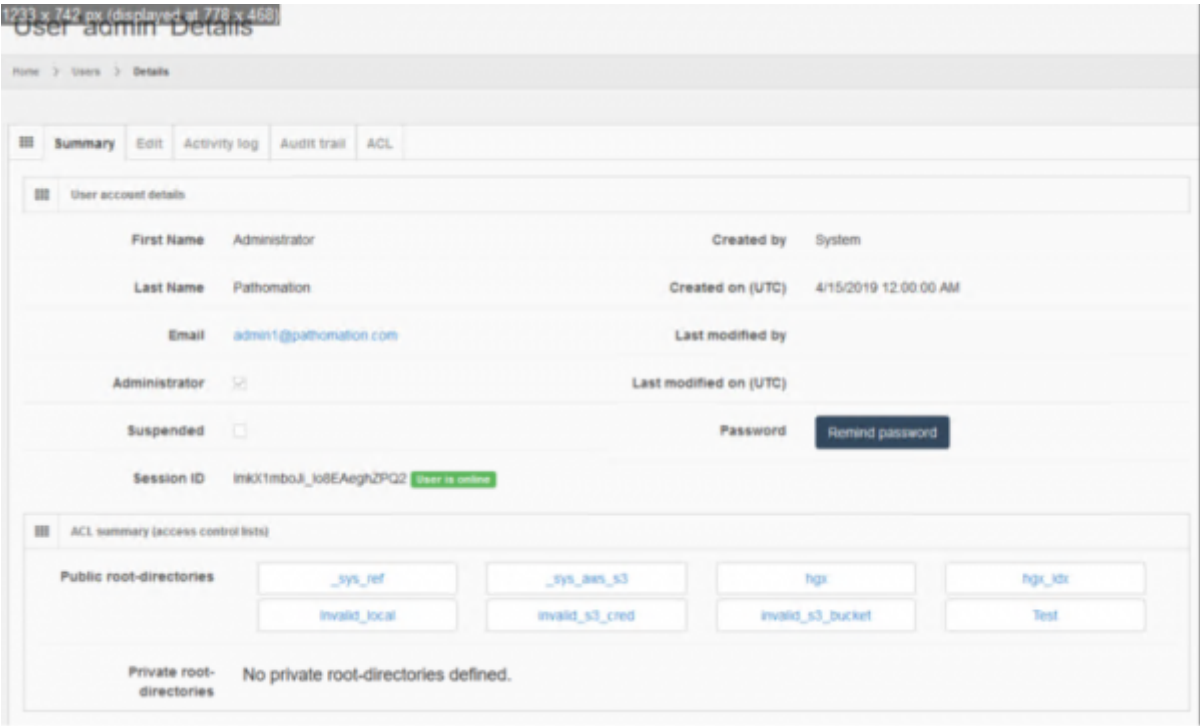 1233 x 742 px (displayed at 778 x 468)
User admin Details
Home > Users > Details
Summary Edit Activity log Audit trail ACL
User account details
First Name Administrator Created by System
Last Name Pathomation Created on (UTC) 4/15/2019 12:00:00 AM
Email admin1@pathomation.com Last modified by
Administrator Last modified on (UTC)
Suspended Password Remind password
Session ID User is online
ACL summary (access control lists)
Public root-directories _sys_ref _sys_aws_s3 hgx hgx_idx
invalid_local invalid_s3_cred invalid_s3_bucket Test
Private root-
directories No private root-directories defined.